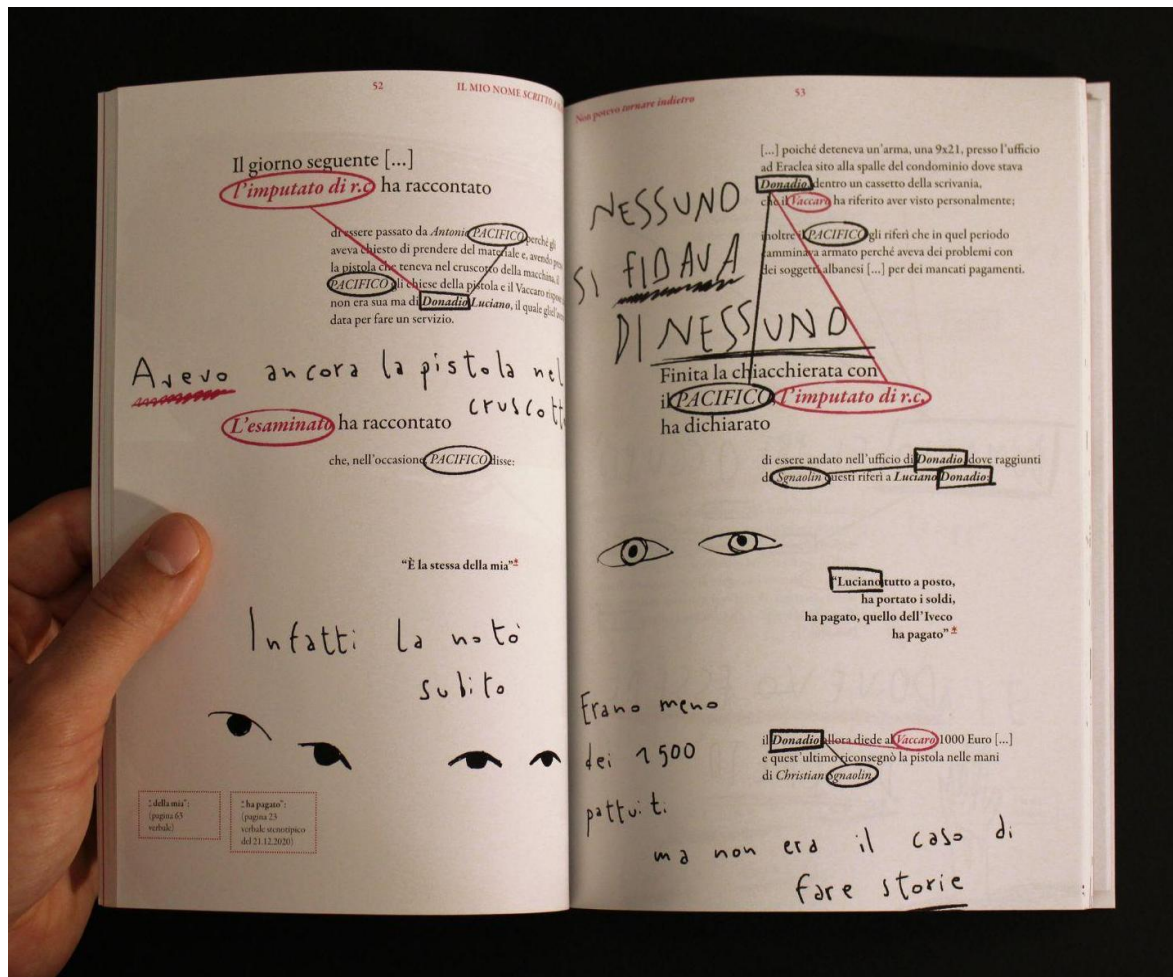 52
IL MIO NOME SCRITTO
Il giorno seguente [...]
l'imputato di r.c. ha raccontato
di essere passato da Antonio PACIFICO perché gli
aveva chiesto di prendere del materiale e, avendo
la pistola che teneva nel cruscotto della macchina, il
PACIFICO gli chiese della pistola e il Vaccaro rispose
non era sua ma di Donadio Luciano, il quale
data per fare un servizio.
Avevo ancora la pistola nel
cruscotto
L'esaminato ha raccontato
che, nell'occasione, PACIFICO disse:
"È la stessa della mia"*
Infatti la notò
subito
"* della mia":
(pagina 63
verbale)
"* ha pagato":
(pagina 23
verbale stenotipico
del 21.12.2020)
Non potevo tornare indietro
53
[...] poiché deteneva un'arma, una 9x21, presso l'ufficio
ad Eraclea sito alla spalle del condominio dove stava
Donadio, dentro un cassetto della scrivania,
che il Vaccaro ha riferito aver visto personalmente;
inoltre il PACIFICO gli riferì che in quel periodo
camminava armato perché aveva dei problemi con
dei soggetti albanesi [...] per dei mancati pagamenti.
NESSUNO
SI FIDAVA
DI NESSUNO
Finita la chiacchierata con
il PACIFICO, l'imputato di r.c.
ha dichiarato
di essere andato nell'ufficio di Donadio, dove raggiunti
da Sgnaolin questi riferì a Luciano Donadio:
"Luciano tutto a posto,
ha portato i soldi,
ha pagato, quello dell'Iveco
ha pagato" *
Erano meno
dei 1500
pattuiti
il Donadio allora diede al Vaccaro 1000 Euro [...]
e quest'ultimo riconsegnò la pistola nelle mani
di Christian Sgnaolin
ma non era il caso di
fare storie